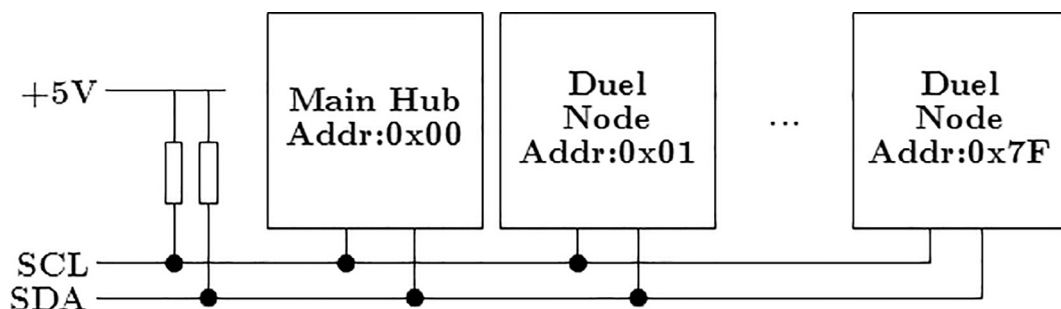 +5V
Main Hub
Addr:0x00
Duel
Node
Addr:0x01
...
Duel
Node
Addr:0x7F
SCL
SDA